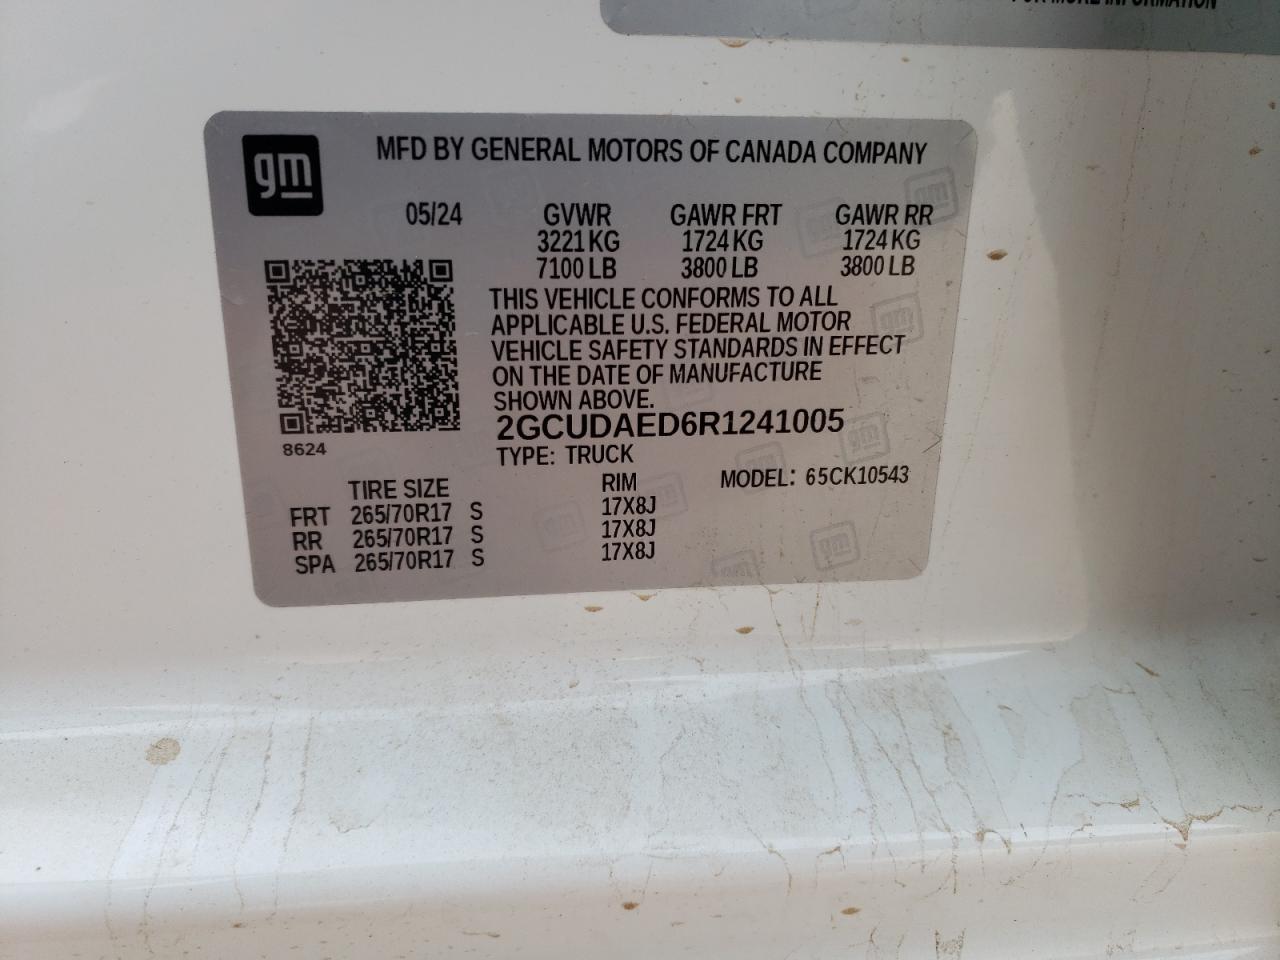 FOR MORE INFORMATION
gm
MFD BY GENERAL MOTORS OF CANADA COMPANY
05/24 GVWR GAWR FRT GAWR RR
3221 KG 1724 KG 1724 KG
7100 LB 3800 LB 3800 LB
THIS VEHICLE CONFORMS TO ALL
APPLICABLE U.S. FEDERAL MOTOR
VEHICLE SAFETY STANDARDS IN EFFECT
ON THE DATE OF MANUFACTURE
SHOWN ABOVE.
2GCUDAED6R1241005
8624
TYPE: TRUCK
TIRE SIZE RIM MODEL: 65CK10543
FRT 265/70R17 S 17X8J
RR 265/70R17 S 17X8J
SPA 265/70R17 S 17X8J